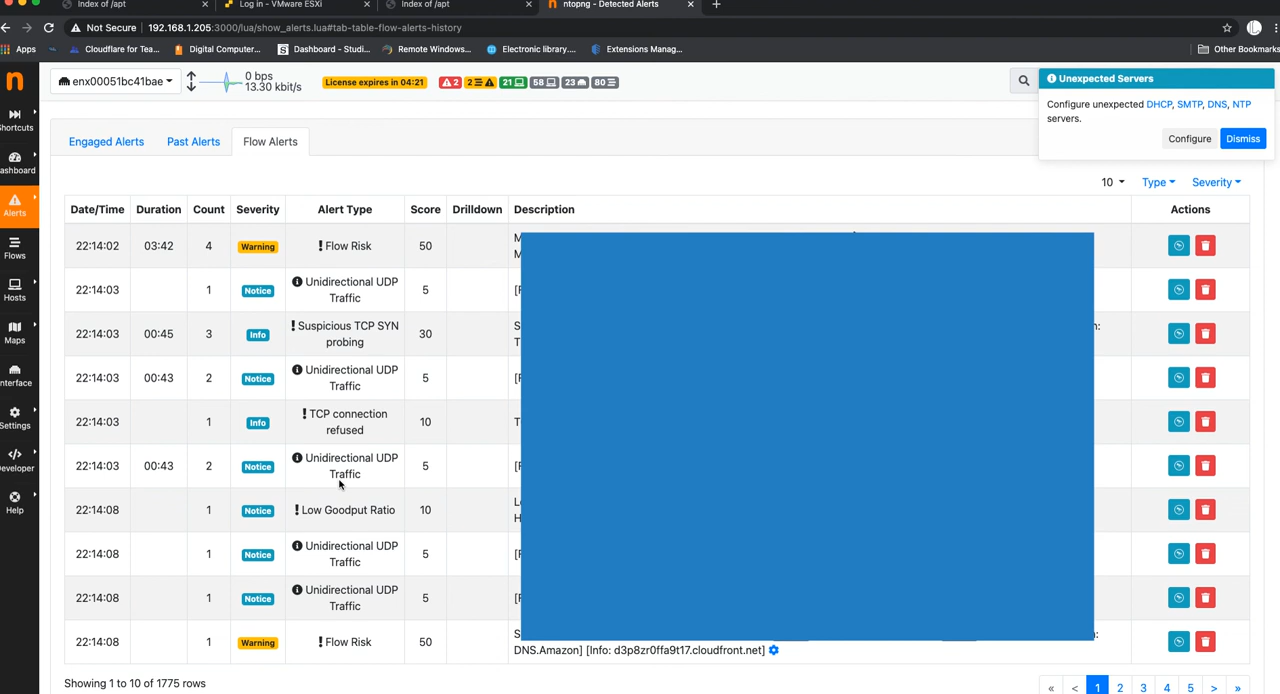 Index of /apt
Log in - VMware ESXi
Index of /apt
ntopng - Detected Alerts
Not Secure | 192.168.1.205:3000/lua/show_alerts.lua#tab-table-flow-alerts-history
Apps Cloudflare for Tea... Digital Computer... Dashboard - Studi... Remote Windows... Electronic library.... Extensions Manag... Other Bookmarks
enx00051bc41bae 0 bps
13.30 kbit/s
License expires in 04:21 2 2 21 58 23 80
Unexpected Servers
Configure unexpected DHCP, SMTP, DNS, NTP
servers.
Configure Dismiss
Shortcuts
ashboard
Alerts
Flows
Hosts
Maps
nterface
Settings
eveloper
Help
Engaged Alerts Past Alerts Flow Alerts
10 Type Severity
Date/Time Duration Count Severity Alert Type Score Drilldown Description Actions
22:14:02 03:42 4 Warning Flow Risk 50 M
M
22:14:03 1 Notice Unidirectional UDP
Traffic 5 [F
22:14:03 00:45 3 Info Suspicious TCP SYN
probing 30 S n:
T
22:14:03 00:43 2 Notice Unidirectional UDP
Traffic 5 [F
22:14:03 1 Info TCP connection
refused 10 T
22:14:03 00:43 2 Notice Unidirectional UDP
Traffic 5 [F
22:14:08 1 Notice Low Goodput Ratio 10 L
H
22:14:08 1 Notice Unidirectional UDP
Traffic 5 [F
22:14:08 1 Notice Unidirectional UDP
Traffic 5 [F
22:14:08 1 Warning Flow Risk 50 S n:
DNS.Amazon] [Info: d3p8zr0ffa9t17.cloudfront.net]
Showing 1 to 10 of 1775 rows
« < 1 2 3 4 5 > »